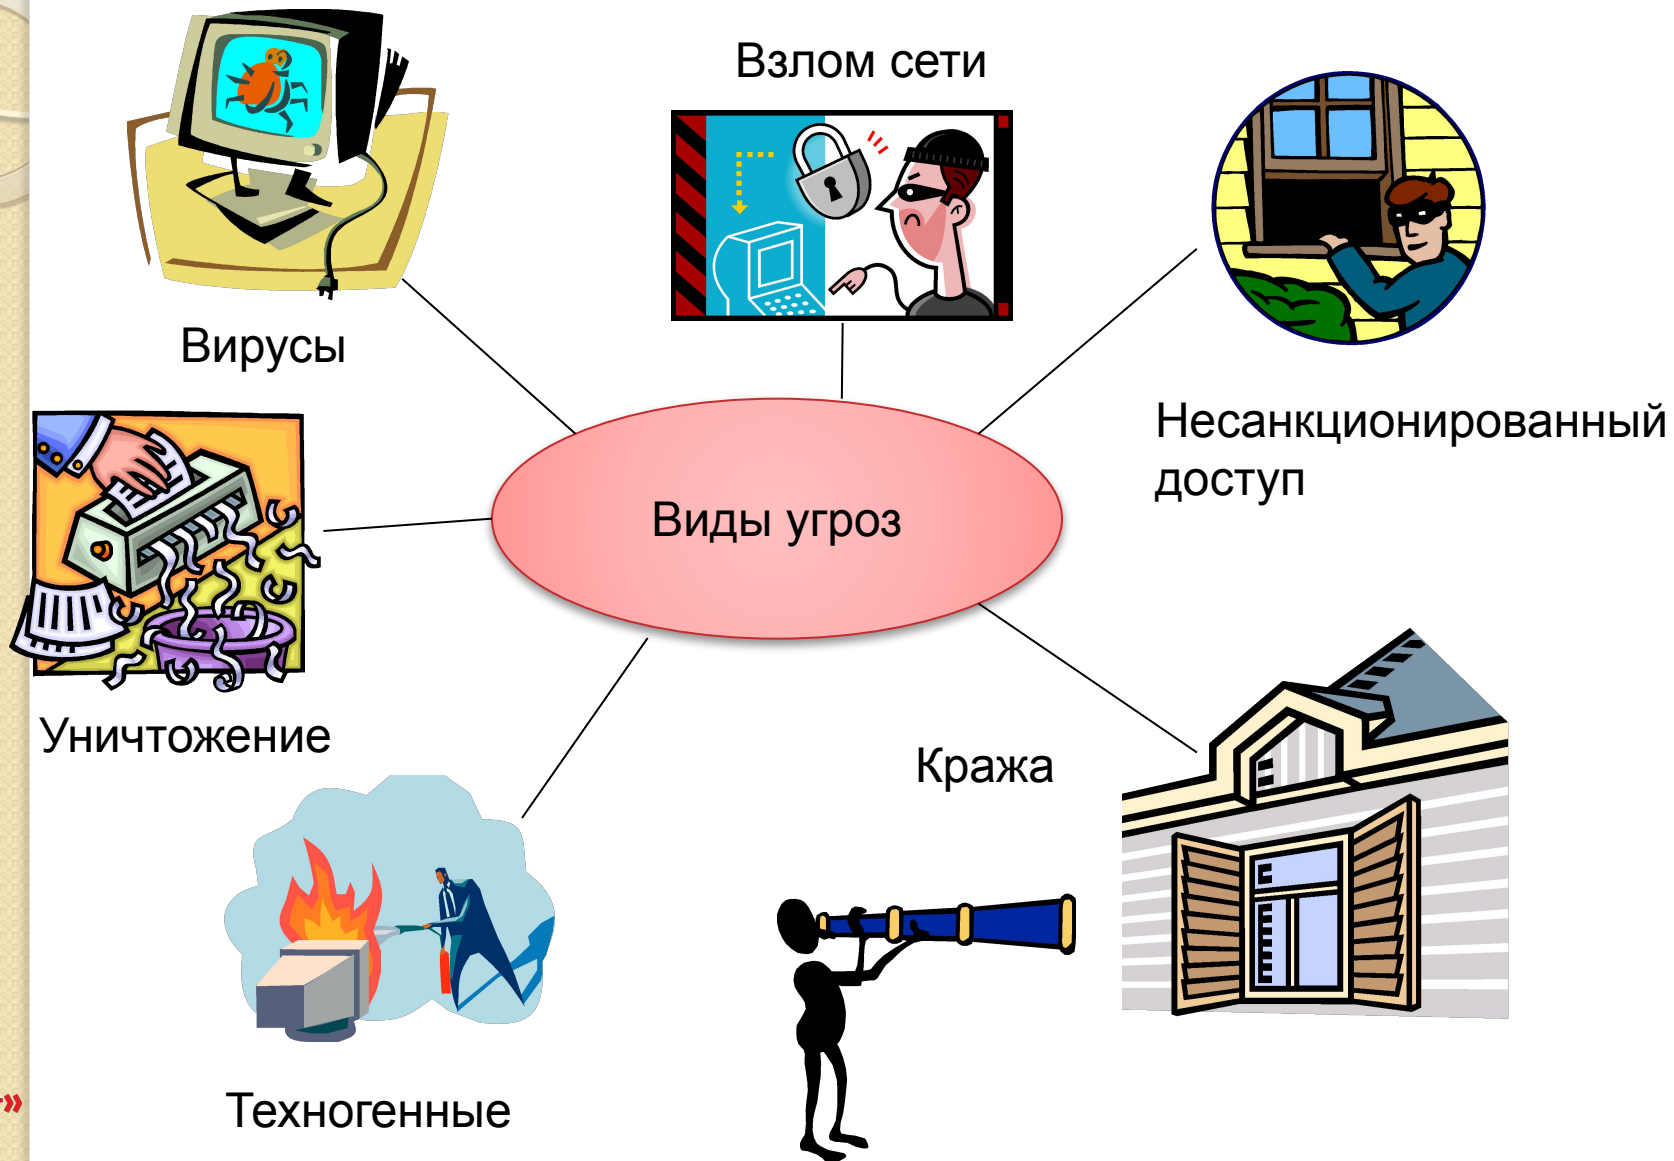 Взлом сети
Вирусы
Несанкционированный
доступ
Виды угроз
Уничтожение
Кража
Техногенные